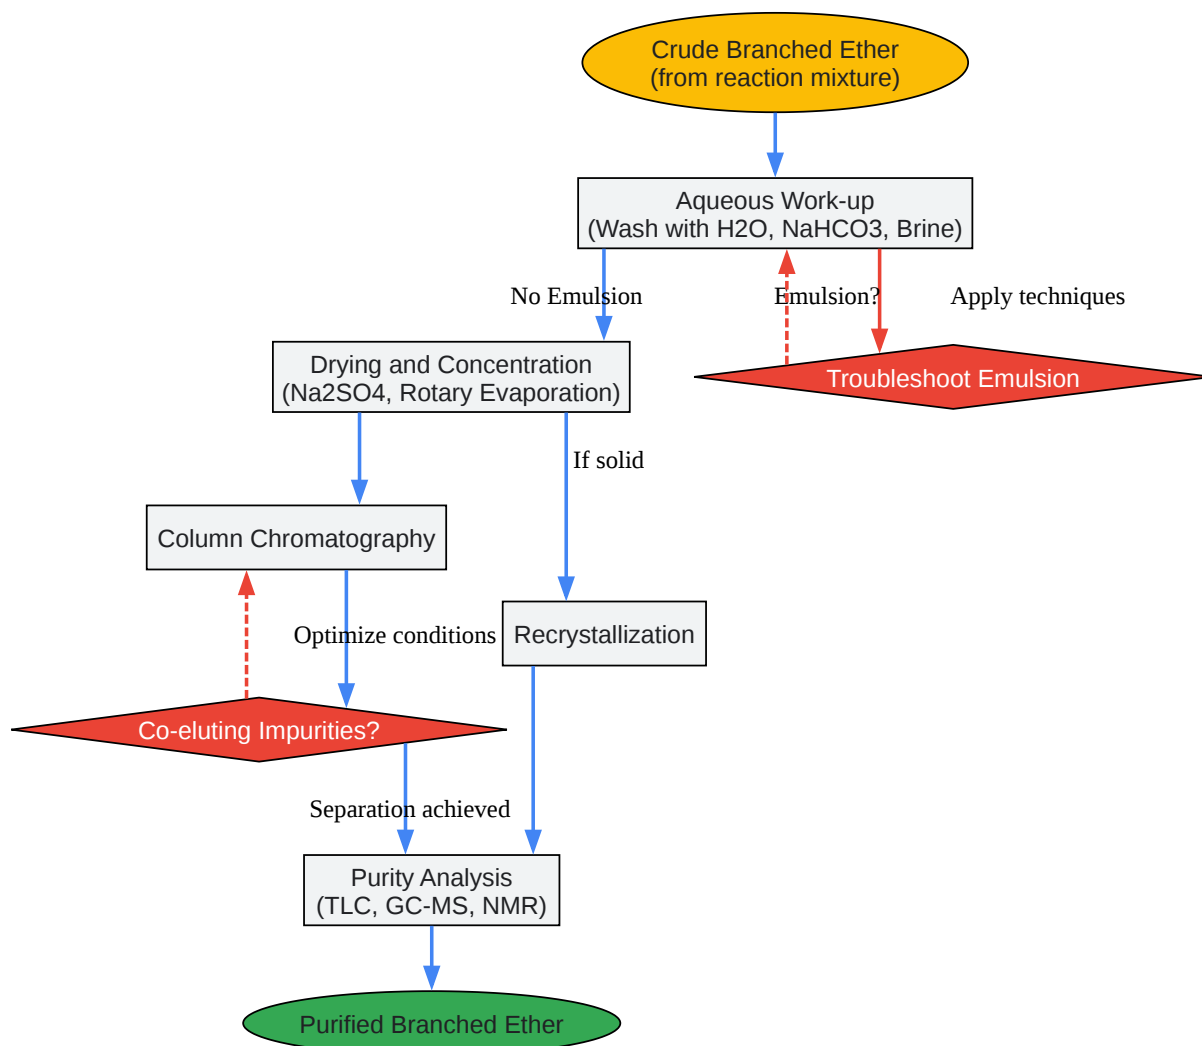 Crude Branched Ether
(from reaction mixture)
Aqueous Work-up
(Wash with H2O, NaHCO3, Brine)
No Emulsion
Emulsion?
Apply techniques
Drying and Concentration
(Na2SO4, Rotary Evaporation)
Troubleshoot Emulsion
If solid
Column Chromatography
Optimize conditions
Recrystallization
Co-eluting Impurities?
Separation achieved
Purity Analysis
(TLC, GC-MS, NMR)
Purified Branched Ether